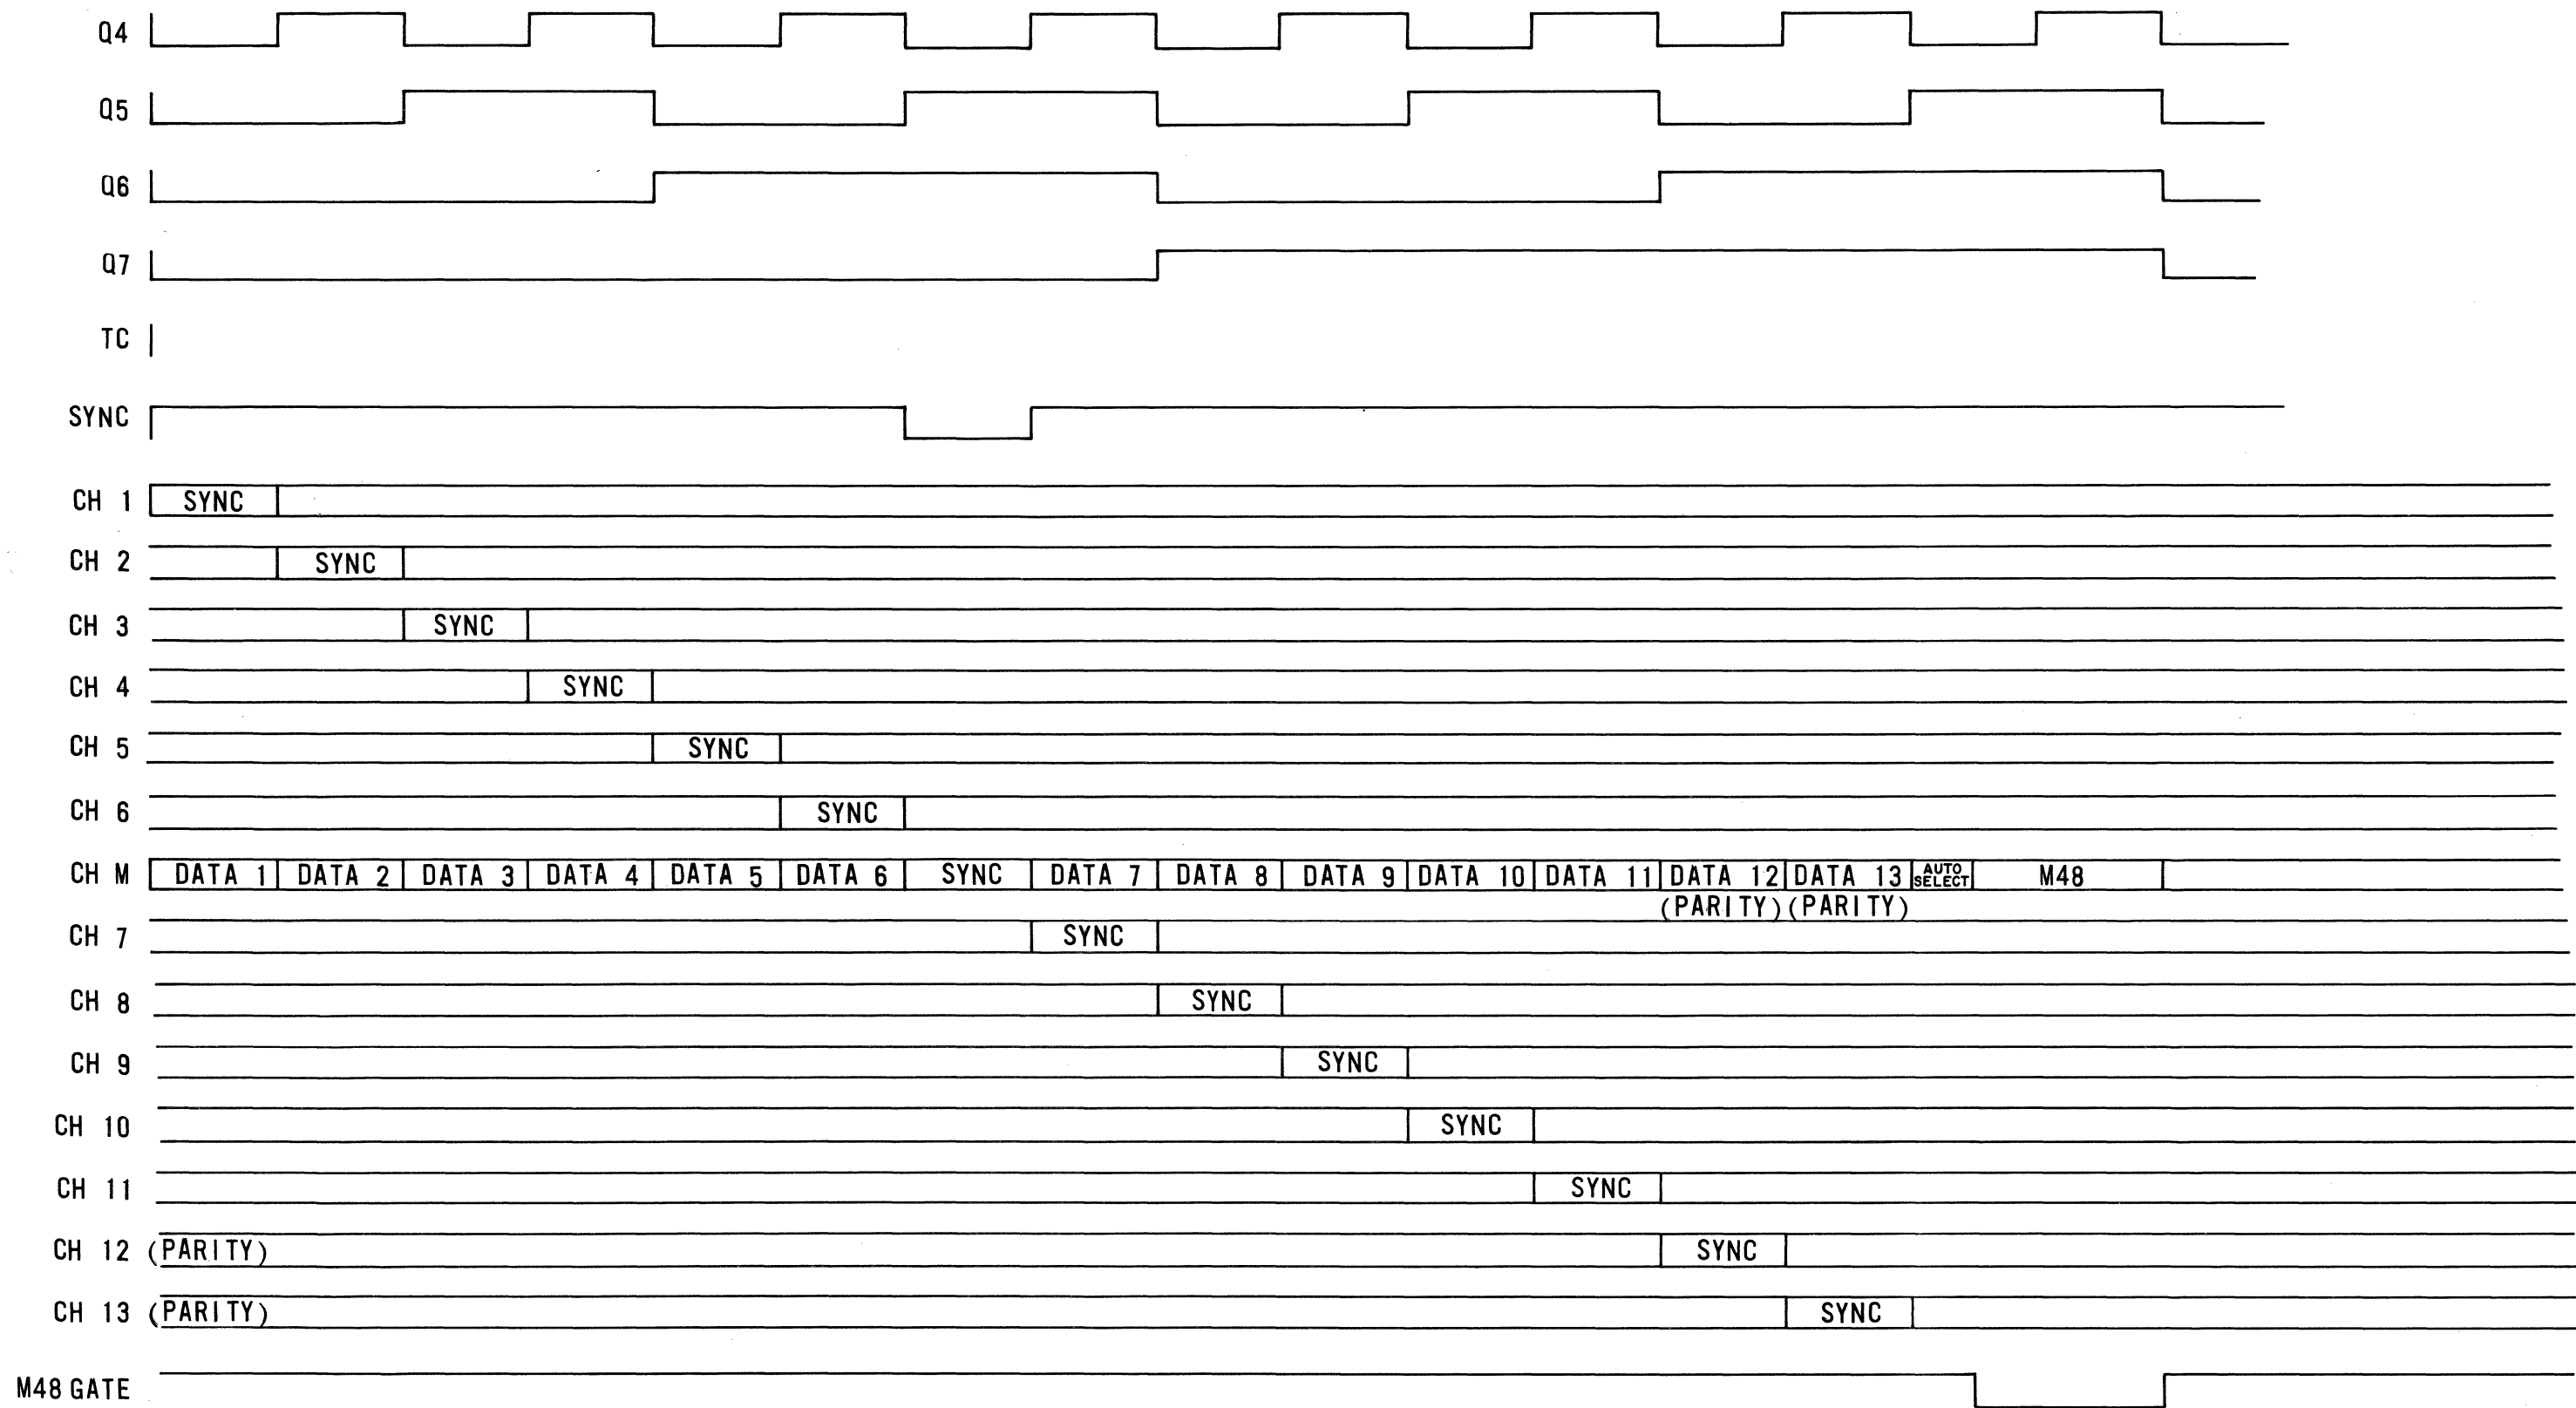 Q4
Q5
Q6
Q7
TC
SYNC
CH 1 SYNC
CH 2 SYNC
CH 3 SYNC
CH 4 SYNC
CH 5 SYNC
CH 6 SYNC
CH M DATA 1 DATA 2 DATA 3 DATA 4 DATA 5 DATA 6 SYNC DATA 7 DATA 8 DATA 9 DATA 10 DATA 11 DATA 12 DATA 13 AUTO SELECT M48
(PARITY) (PARITY)
CH 7 SYNC
CH 8 SYNC
CH 9 SYNC
CH 10 SYNC
CH 11 SYNC
CH 12 (PARITY) SYNC
CH 13 (PARITY) SYNC
M48 GATE